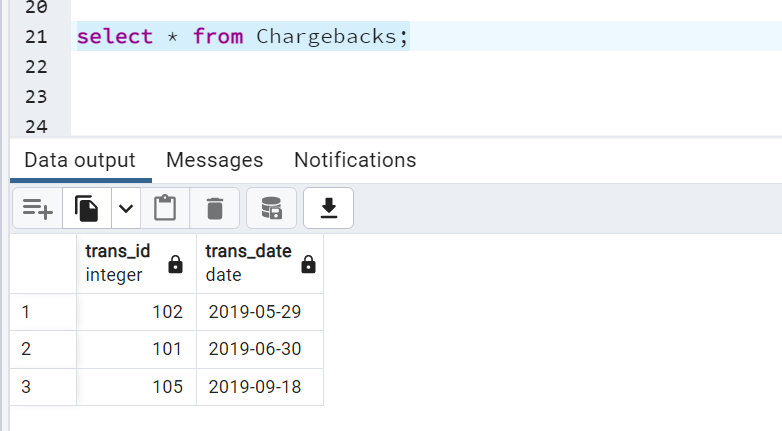 20
21 select * from Chargebacks;
22
23
24
Data output Messages Notifications
trans_id trans_date
integer date
1 102 2019-05-29
2 101 2019-06-30
3 105 2019-09-18